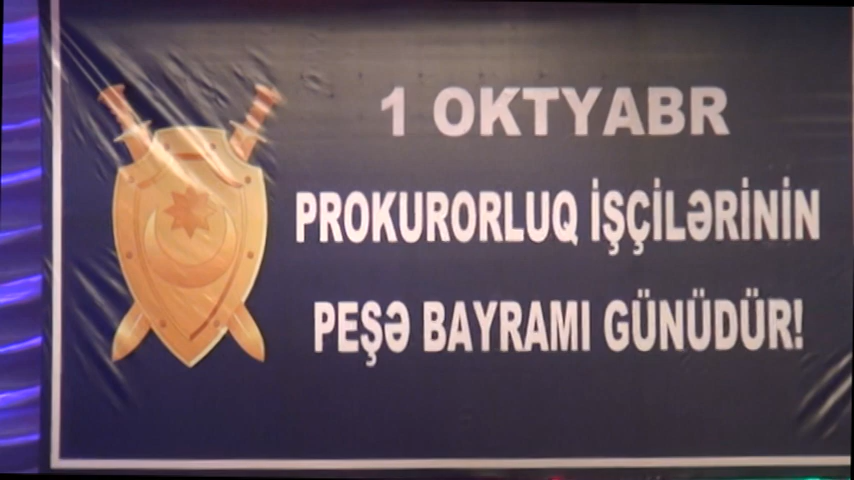 1 OKTYABR
PROKURORLUQ İŞÇİLƏRİNİN
PEŞƏ BAYRAMI GÜNÜDÜR!